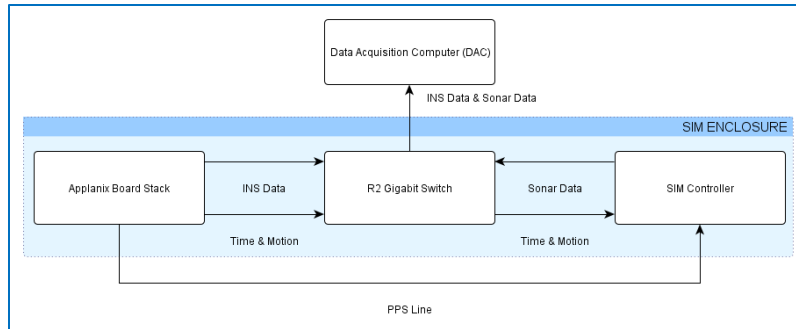 Data Acquisition Computer (DAC)
INS Data & Sonar Data
SIM ENCLOSURE
Applanix Board Stack
INS Data
R2 Gigabit Switch
Sonar Data
SIM Controller
Time & Motion
Time & Motion
PPS Line